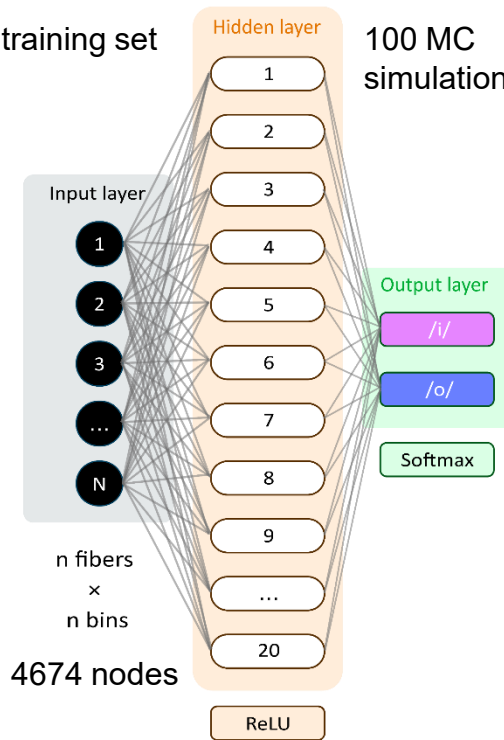 training set
Hidden layer
100 MC
simulation
1
2
3
4
5
6
7
8
9
...
20
ReLU
Input layer
1
2
3
...
N
n fibers
×
n bins
4674 nodes
Output layer
/i/
/o/
Softmax